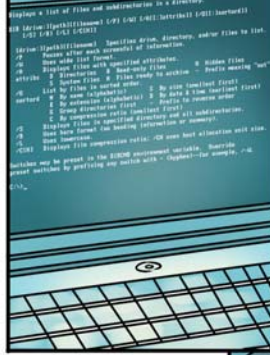 Displays a list of files and subdirectories in a directory.
DIR [drive:][path][filename] [/P] [/W] [/A[[:]attribs]] [/O[[:]sortord]]
[/S] [/B] [/L] [/C[H]]
[drive:][path][filename] Specifies drive, directory, and/or files to list.
/P Pauses after each screenful of information.
/W Uses wide list format.
/A Displays files with specified attributes.
attribs D Directories R Read-only files H Hidden files
S System files A Files ready to archive - Prefix meaning "not"
/O List by files in sorted order.
sortord N By name (alphabetic) S By size (smallest first)
E By extension (alphabetic) D By date & time (earliest first)
G Group directories first - Prefix to reverse order
C By compression ratio (smallest first)
/S Displays files in specified directory and all subdirectories.
/B Uses bare format (no heading information or summary).
/L Uses lowercase.
/C[H] Displays file compression ratio; /CH uses host allocation unit size.
Switches may be preset in the DIRCMD environment variable. Override
preset switches by prefixing any switch with - (hyphen)--for example, /-W.
C:\>_